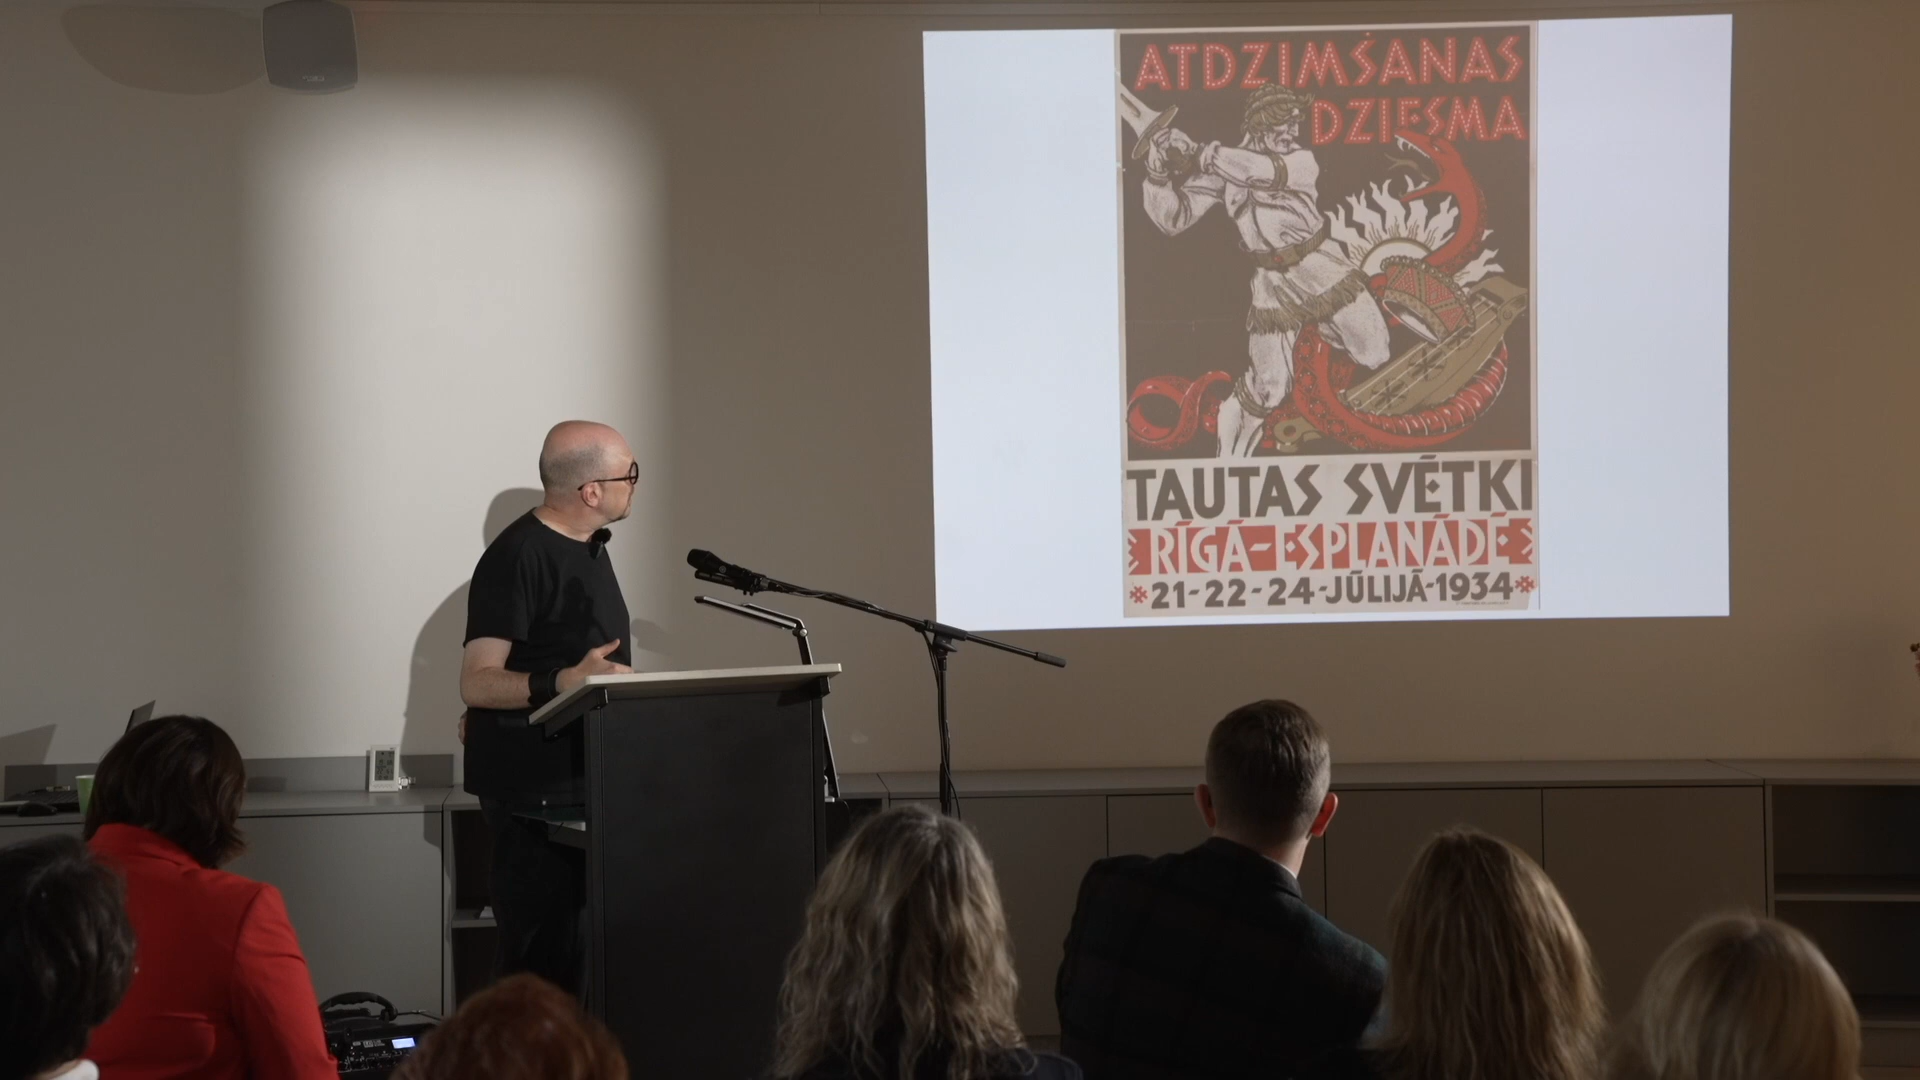 ATDZIMŠANAS
DZIESMA
TAUTAS SVĒTKI
RĪGĀ-ESPLANĀDĒ
21-22-24-JŪLIJĀ-1934